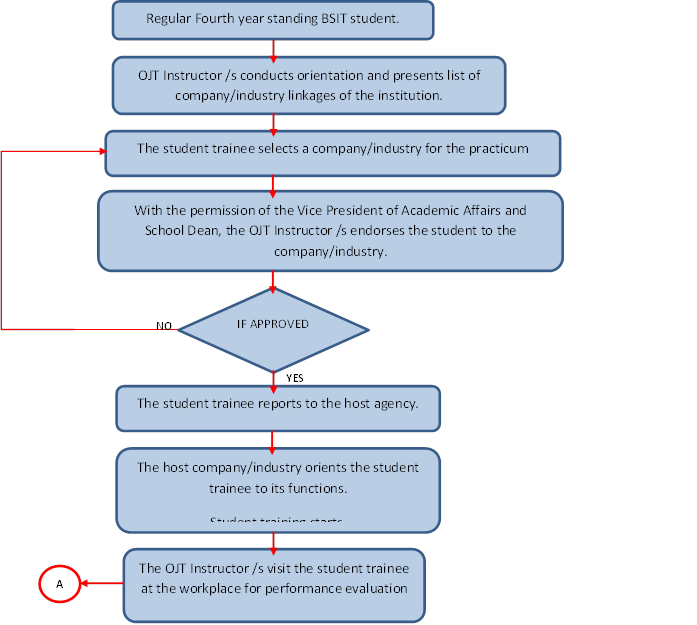 Regular Fourth year standing BSIT student.
OJT Instructor /s conducts orientation and presents list of
company/industry linkages of the institution.
The student trainee selects a company/industry for the practicum
With the permission of the Vice President of Academic Affairs and
School Dean, the OJT Instructor /s endorses the student to the
company/industry.
IF APPROVED
NO
YES
The student trainee reports to the host agency.
The host company/industry orients the student
trainee to its functions.
Student training starts
The OJT Instructor /s visit the student trainee
at the workplace for performance evaluation
A